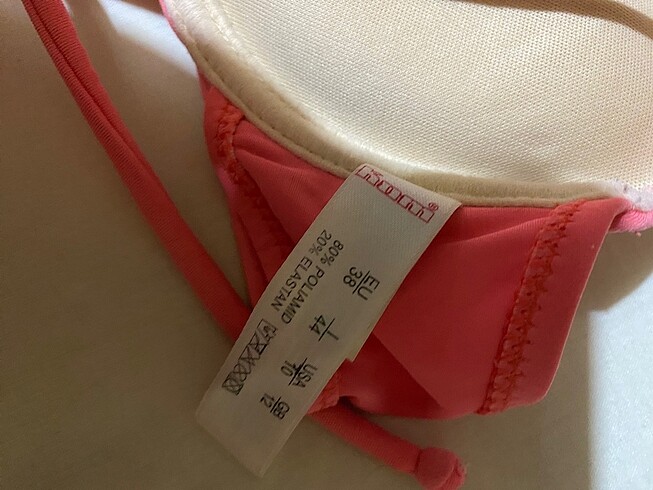 EU I USA GB
38 44 10 12
80% POLIAMID
20% ELASTAN